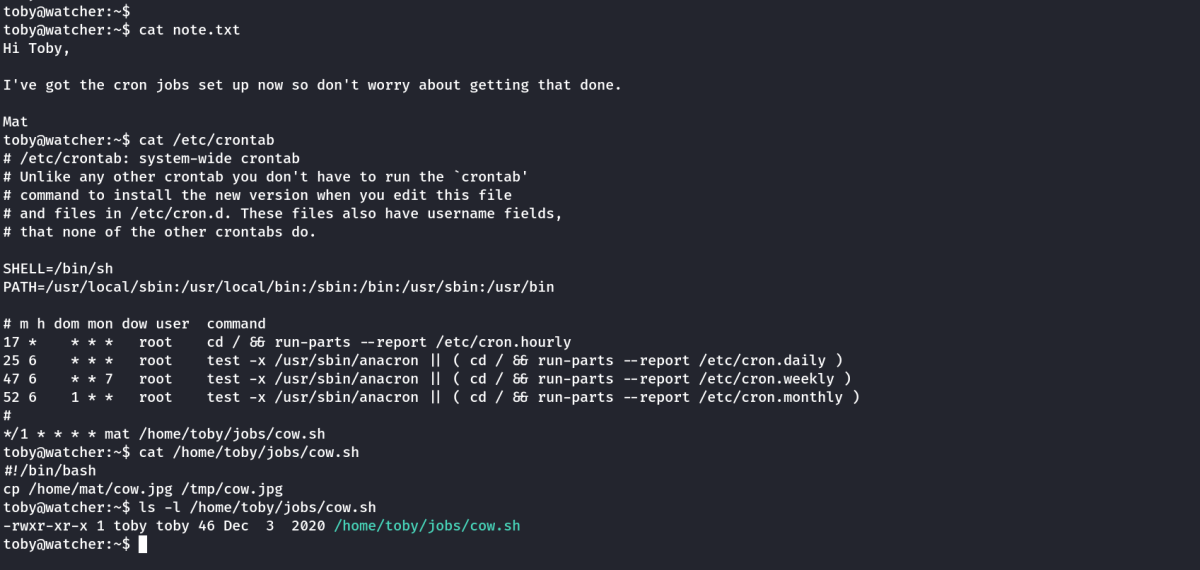 toby@watcher:~$
toby@watcher:~$ cat note.txt
Hi Toby,

I've got the cron jobs set up now so don't worry about getting that done.

Mat
toby@watcher:~$ cat /etc/crontab
# /etc/crontab: system-wide crontab
# Unlike any other crontab you don't have to run the `crontab'
# command to install the new version when you edit this file
# and files in /etc/cron.d. These files also have username fields,
# that none of the other crontabs do.

SHELL=/bin/sh
PATH=/usr/local/sbin:/usr/local/bin:/sbin:/bin:/usr/sbin:/usr/bin

# m h dom mon dow user  command
17 *    * * *   root    cd / && run-parts --report /etc/cron.hourly
25 6    * * *   root    test -x /usr/sbin/anacron || ( cd / && run-parts --report /etc/cron.daily )
47 6    * * 7   root    test -x /usr/sbin/anacron || ( cd / && run-parts --report /etc/cron.weekly )
52 6    1 * *   root    test -x /usr/sbin/anacron || ( cd / && run-parts --report /etc/cron.monthly )
#
*/1 * * * * mat /home/toby/jobs/cow.sh
toby@watcher:~$ cat /home/toby/jobs/cow.sh
#!/bin/bash
cp /home/mat/cow.jpg /tmp/cow.jpg
toby@watcher:~$ ls -l /home/toby/jobs/cow.sh
-rwxr-xr-x 1 toby toby 46 Dec  3  2020 /home/toby/jobs/cow.sh
toby@watcher:~$